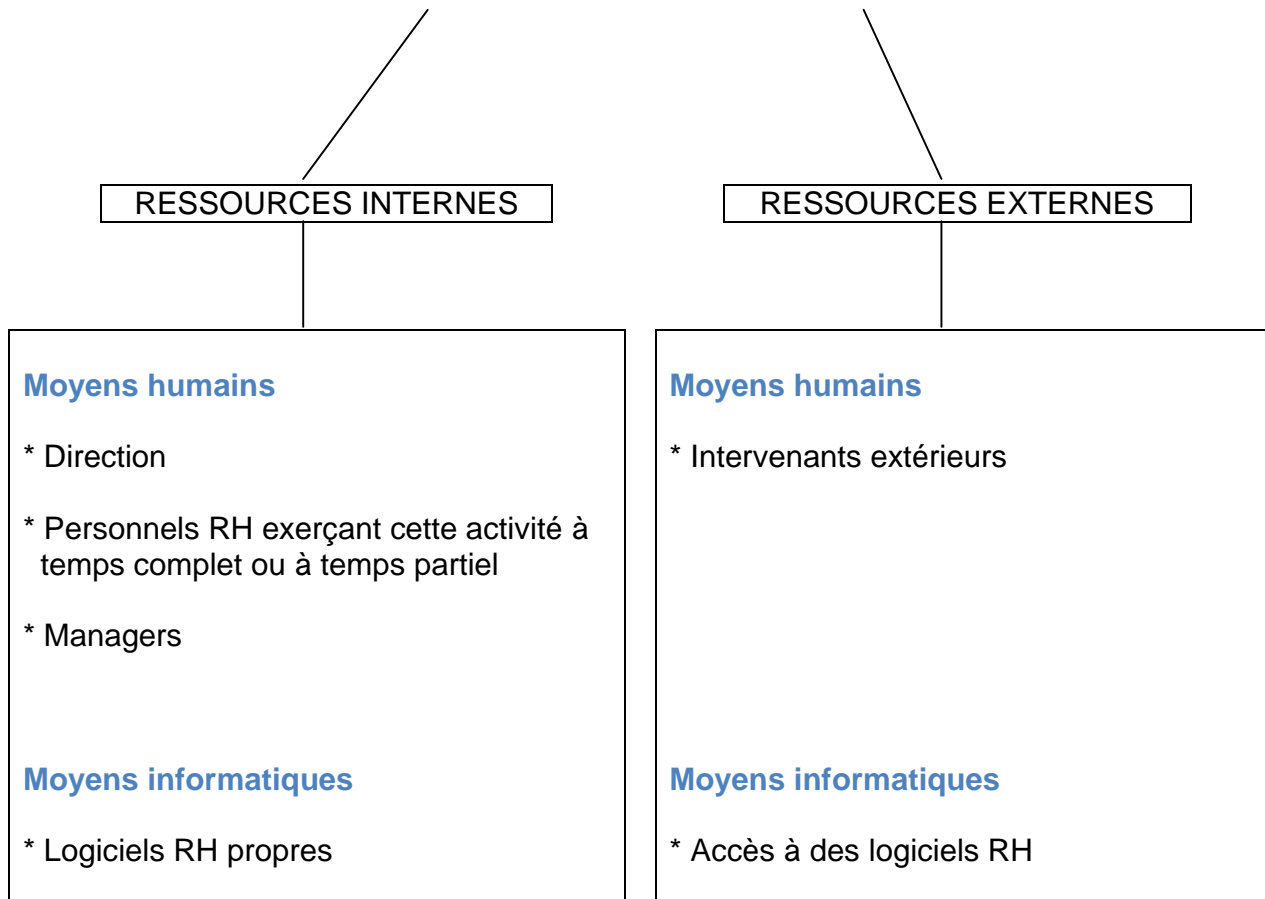 RESSOURCES INTERNES
RESSOURCES EXTERNES
Moyens humains
* Direction
* Personnels RH exerçant cette activité à
temps complet ou à temps partiel
* Managers
Moyens informatiques
* Logiciels RH propres
Moyens humains
* Intervenants extérieurs
Moyens informatiques
* Accès à des logiciels RH